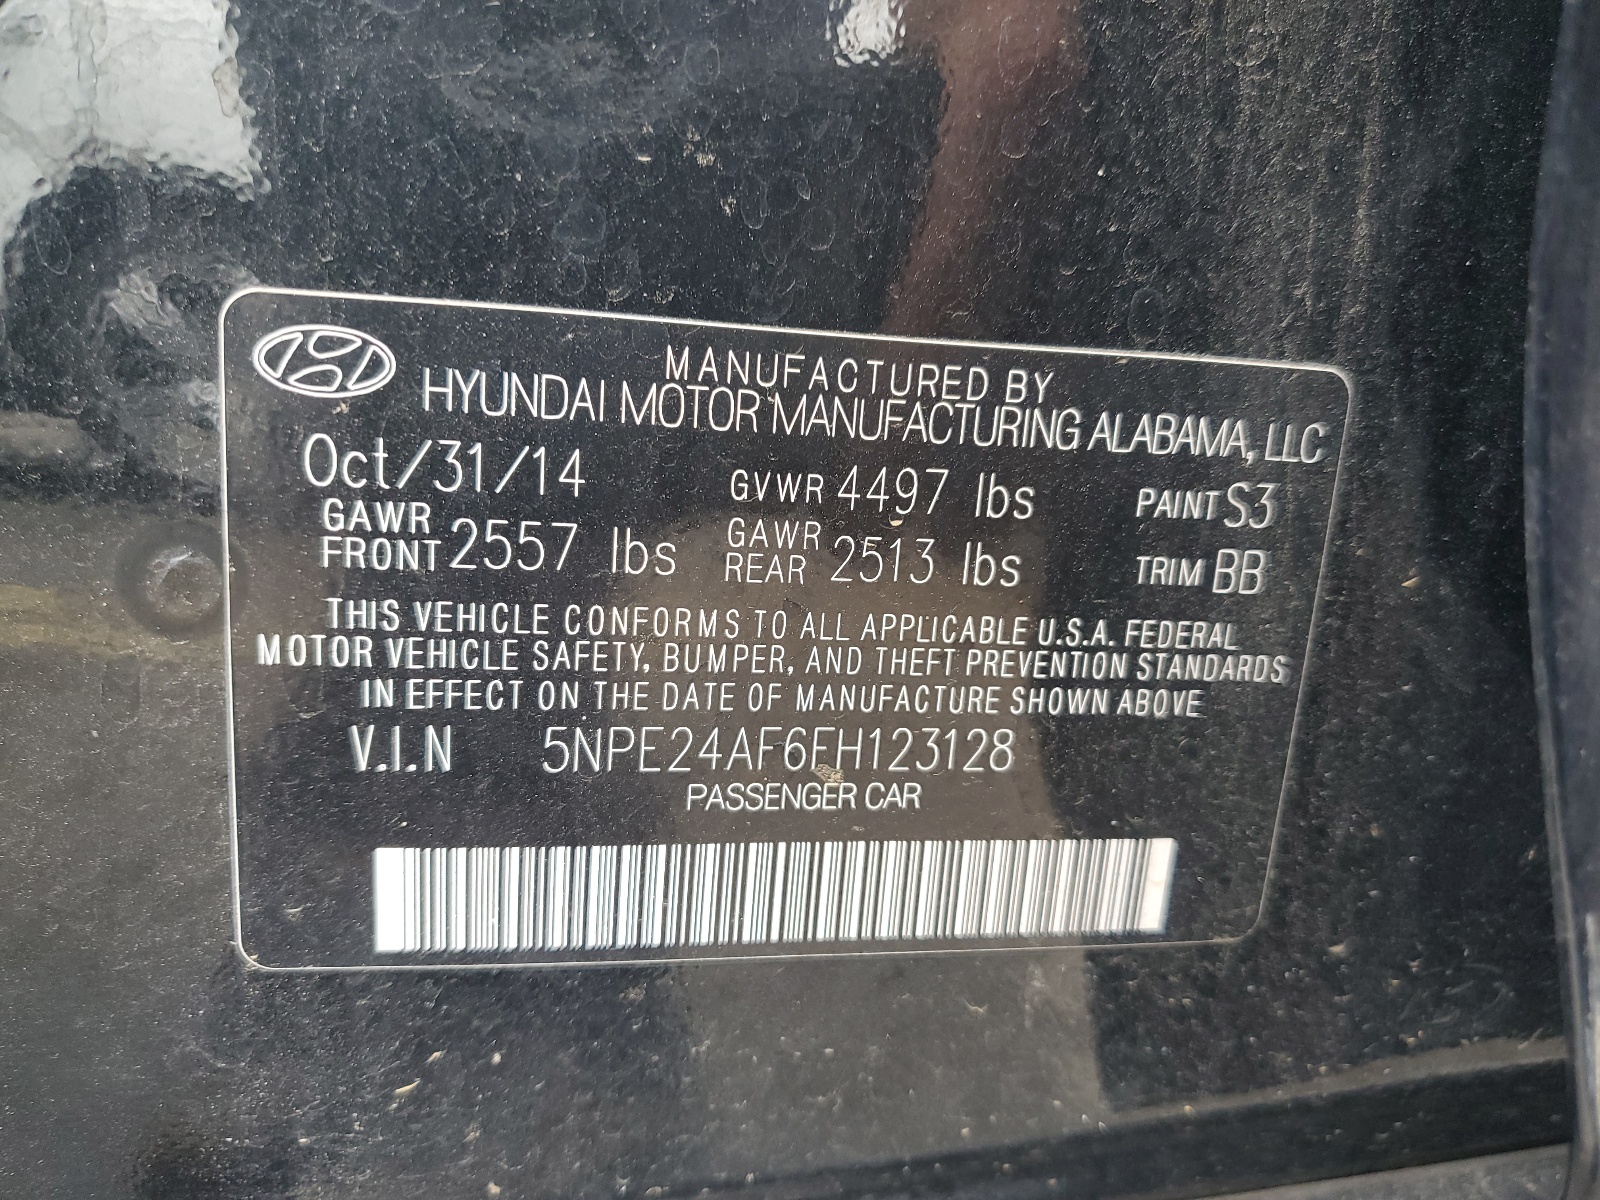 MANUFACTURED BY
HYUNDAI MOTOR MANUFACTURING ALABAMA, LLC
Oct/31/14 GVWR 4497 lbs PAINT S3
GAWR FRONT 2557 lbs GAWR REAR 2513 lbs TRIM BB
THIS VEHICLE CONFORMS TO ALL APPLICABLE U.S.A. FEDERAL
MOTOR VEHICLE SAFETY, BUMPER, AND THEFT PREVENTION STANDARDS
IN EFFECT ON THE DATE OF MANUFACTURE SHOWN ABOVE
V.I.N 5NPE24AF6FH123128
PASSENGER CAR